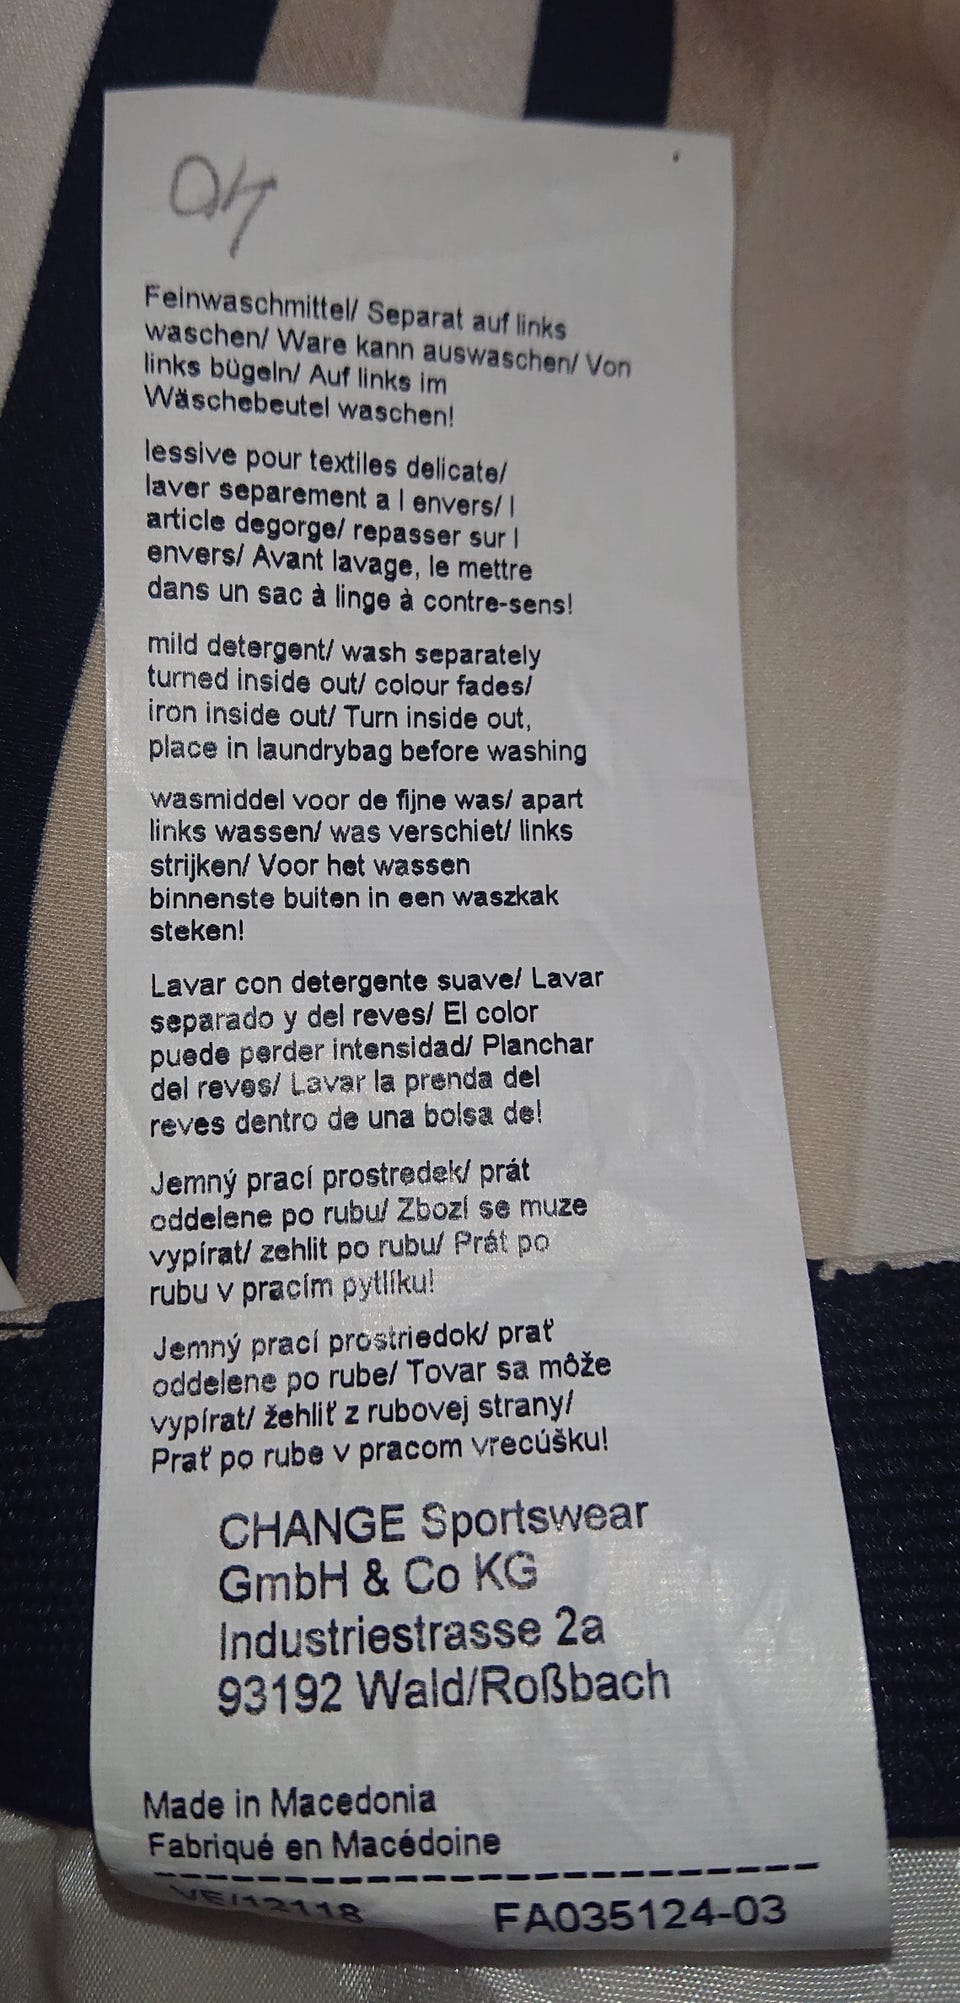 Feinwaschmittel/ Separat auf links
waschen/ Ware kann auswaschen/ Von
links bügeln/ Auf links im
Wäschebeutel waschen!
lessive pour textiles delicate/
laver separement a l envers/ l
article degorge/ repasser sur l
envers/ Avant lavage, le mettre
dans un sac à linge à contre-sens!
mild detergent/ wash separately
turned inside out/ colour fades/
iron inside out/ Turn inside out,
place in laundrybag before washing
wasmiddel voor de fijne was/ apart
links wassen/ was verschiet/ links
strijken/ Voor het wassen
binnenste buiten in een waszkak
steken!
Lavar con detergente suave/ Lavar
separado y del reves/ El color
puede perder intensidad/ Planchar
del reves/ Lavar la prenda del
reves dentro de una bolsa de!
Jemný prací prostredek/ prát
oddelene po rubu/ Zbozí se muze
vypírat/ zehlit po rubu/ Prát po
rubu v pracím pytlíku!
Jemný prací prostriedok/ prať
oddelene po rube/ Tovar sa môže
vypírať/ žehliť z rubovej strany/
Prať po rube v pracom vrecúšku!
CHANGE Sportswear
GmbH & Co KG
Industriestrasse 2a
93192 Wald/Roßbach
Made in Macedonia
Fabriqué en Macédoine
VE/12118 FA035124-03